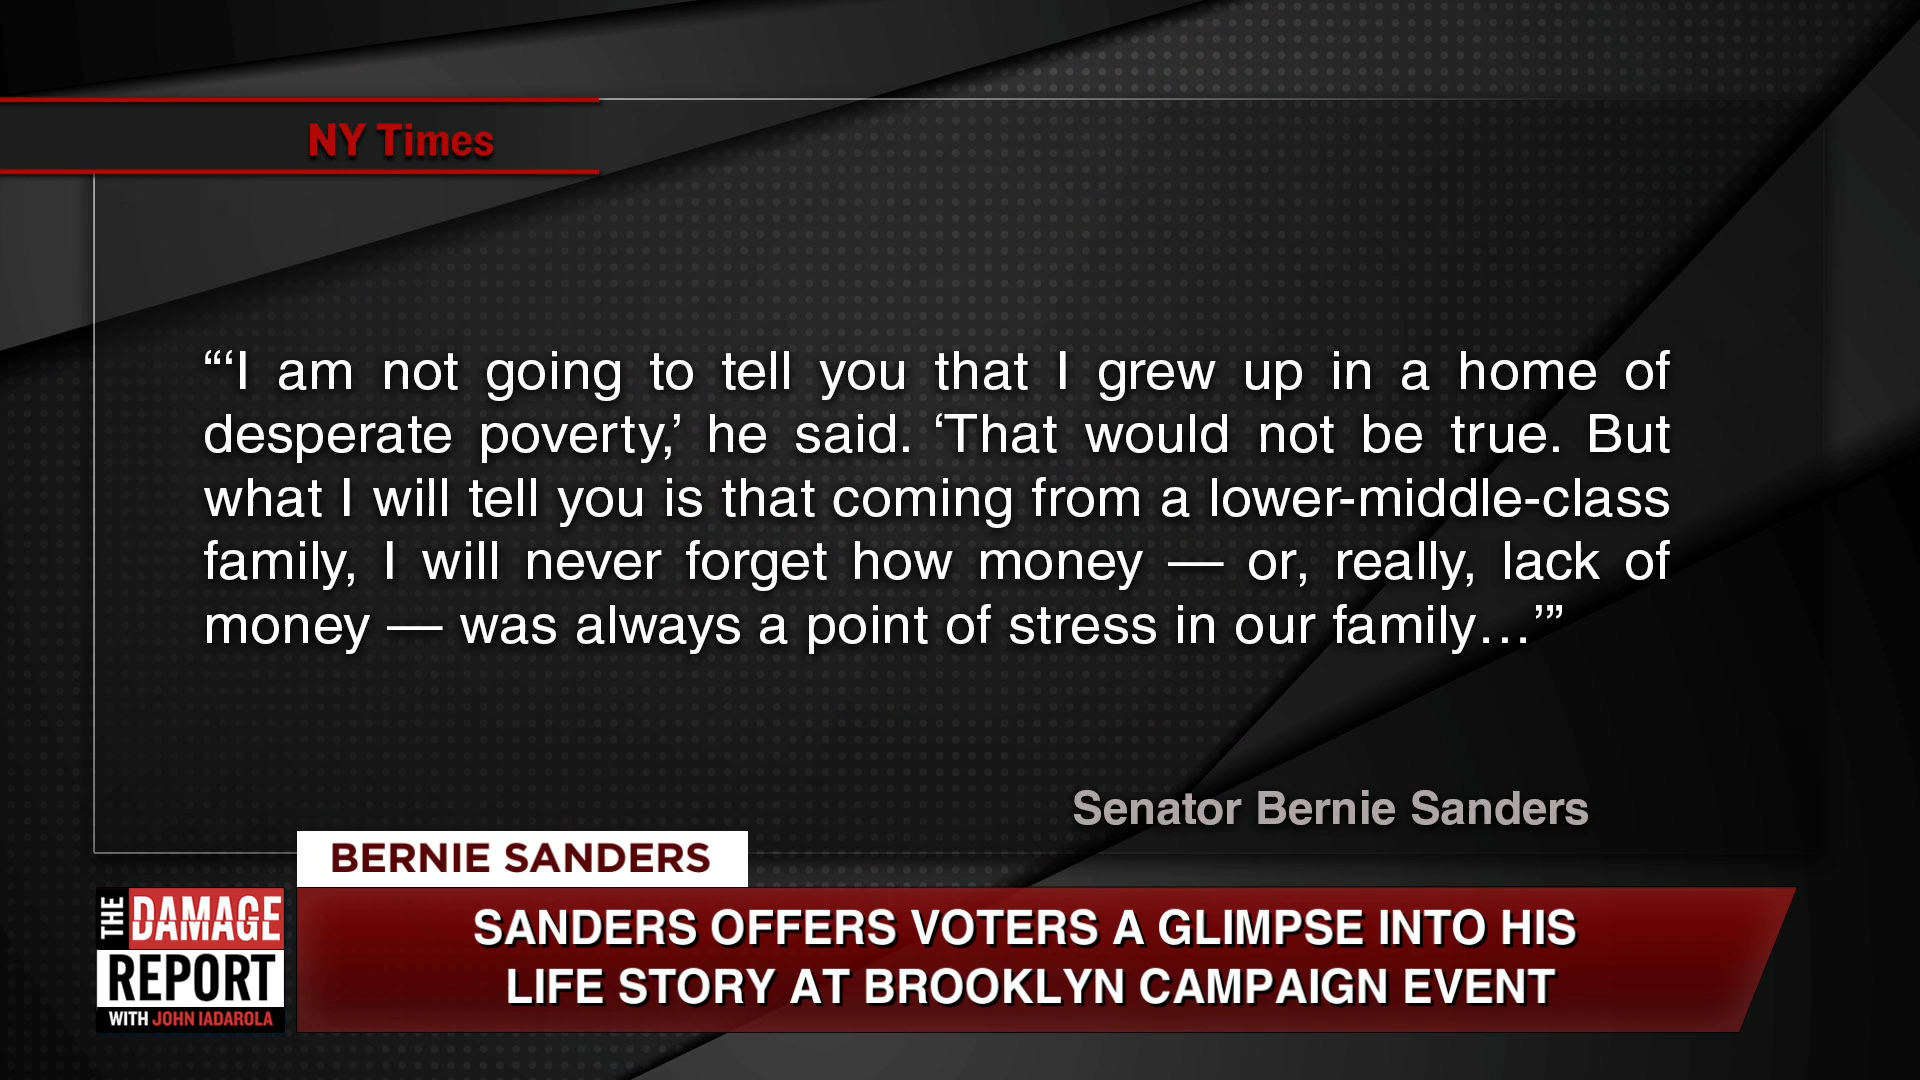 NY Times
“‘I am not going to tell you that I grew up in a home of
desperate poverty,’ he said. ‘That would not be true. But
what I will tell you is that coming from a lower-middle-class
family, I will never forget how money — or, really, lack of
money — was always a point of stress in our family…’”
Senator Bernie Sanders
BERNIE SANDERS
SANDERS OFFERS VOTERS A GLIMPSE INTO HIS
LIFE STORY AT BROOKLYN CAMPAIGN EVENT
THE DAMAGE
REPORT
WITH JOHN IADAROLA